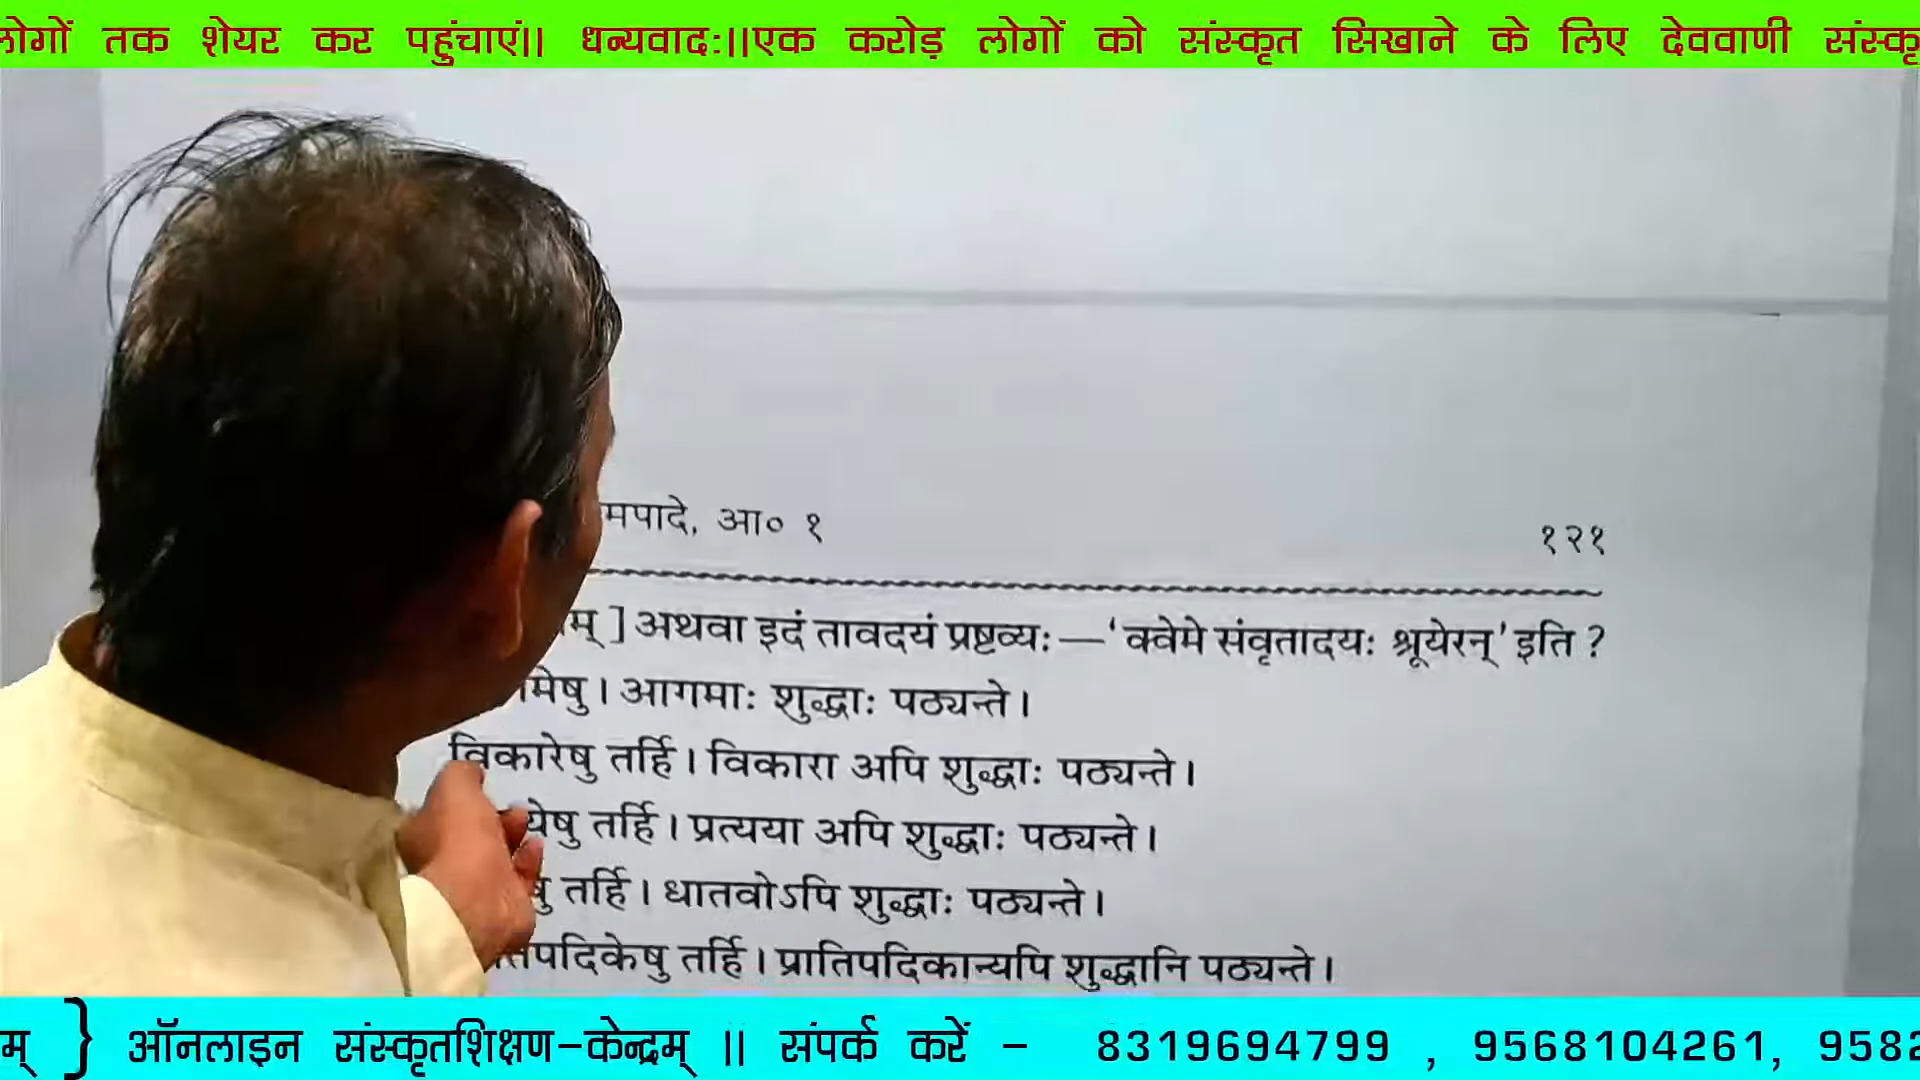 तक शेयर कर पहुंचाएं|| धन्यवाद:||एक करोड़ लोगों को संस्कृत सिखाने के लिए देववाणी
आ० १ १२१
अथवा इदं तावदयं प्रष्टव्यः—‘क्वेमे संवृतादयः श्रूयेरन्’ इति ?
आगमाः शुद्धाः पठ्यन्ते।
विकारेषु तर्हि। विकारा अपि शुद्धाः पठ्यन्ते।
तर्हि। प्रत्यया अपि शुद्धाः पठ्यन्ते।
तर्हि। धातवोऽपि शुद्धाः पठ्यन्ते।
तर्हि। प्रातिपदिकान्यपि शुद्धानि पठ्यन्ते।
} ऑनलाइन संस्कृतशिक्षण-केन्द्रम् || संपर्क करें - 8319694799 , 9568104261,